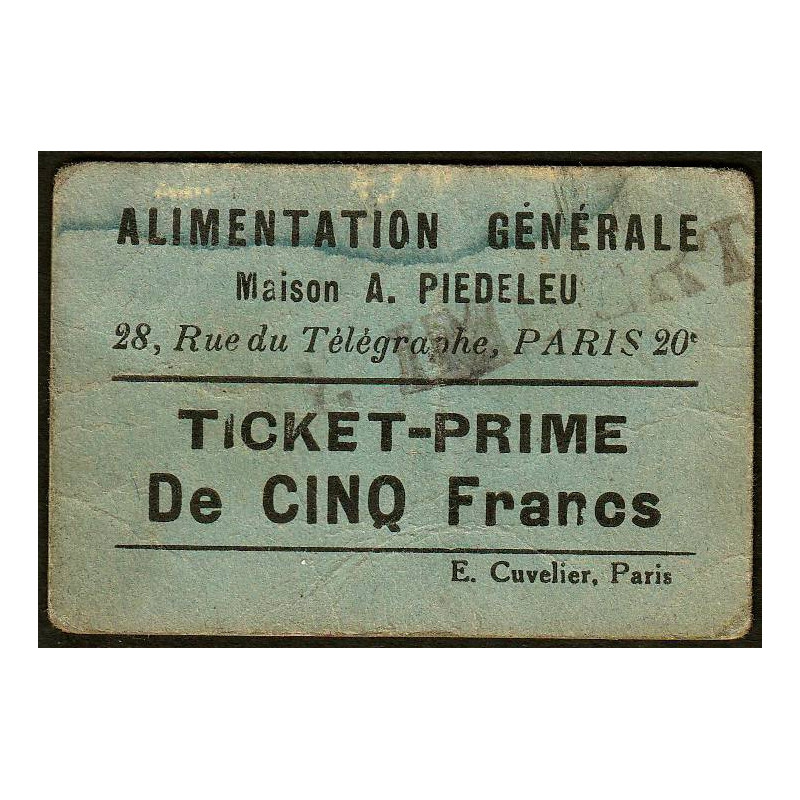 ALIMENTATION GÉNÉRALE
Maison A. PIEDELEU
28, Rue du Télégraphe, PARIS 20e
TICKET-PRIME
De CINQ Francs
E. Cuvelier, Paris